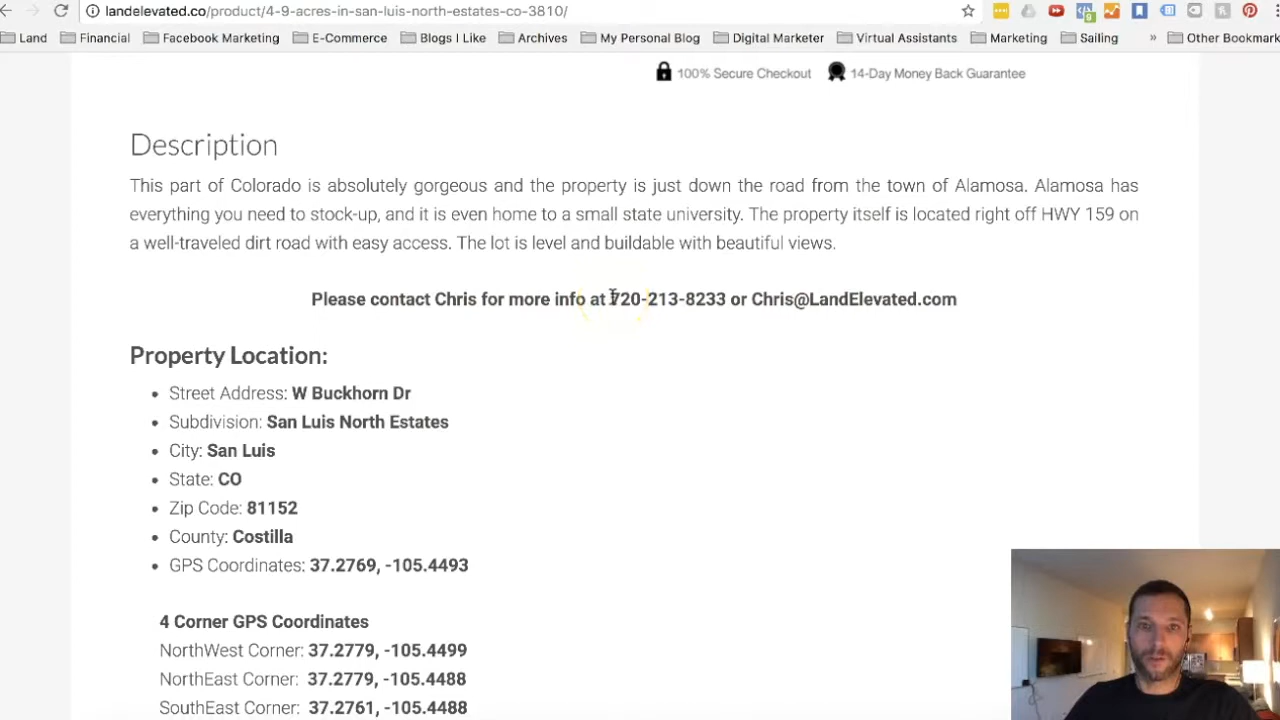 landelevated.co/product/4-9-acres-in-san-luis-north-estates-co-3810/
Land Financial Facebook Marketing E-Commerce Blogs I Like Archives My Personal Blog Digital Marketer Virtual Assistants Marketing Sailing » Other Bookmark
100% Secure Checkout 14-Day Money Back Guarantee
Description
This part of Colorado is absolutely gorgeous and the property is just down the road from the town of Alamosa. Alamosa has
everything you need to stock-up, and it is even home to a small state university. The property itself is located right off HWY 159 on
a well-traveled dirt road with easy access. The lot is level and buildable with beautiful views.
Please contact Chris for more info at 720-213-8233 or Chris@LandElevated.com
Property Location:
• Street Address: W Buckhorn Dr
• Subdivision: San Luis North Estates
• City: San Luis
• State: CO
• Zip Code: 81152
• County: Costilla
• GPS Coordinates: 37.2769, -105.4493
4 Corner GPS Coordinates
NorthWest Corner: 37.2779, -105.4499
NorthEast Corner: 37.2779, -105.4488
SouthEast Corner: 37.2761, -105.4488